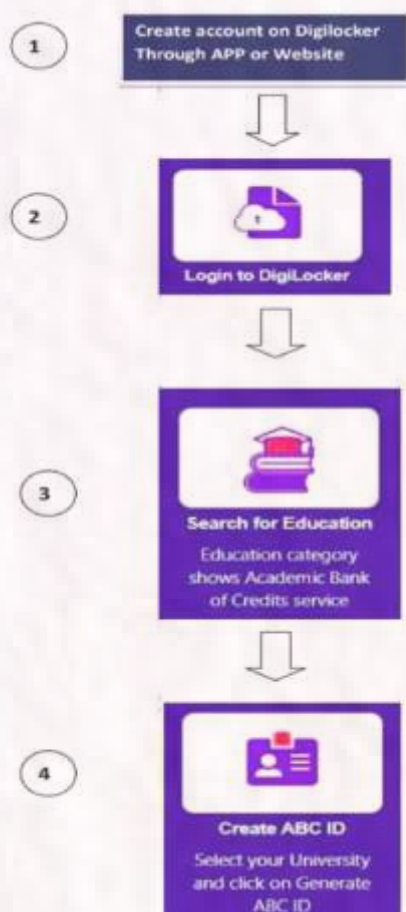 1
Create account on Digilocker
Through APP or Website
2
Login to DigiLocker
3
Search for Education
Education category
shows Academic Bank
of Credits service
4
Create ABC ID
Select your University
and click on Generate
ABC ID